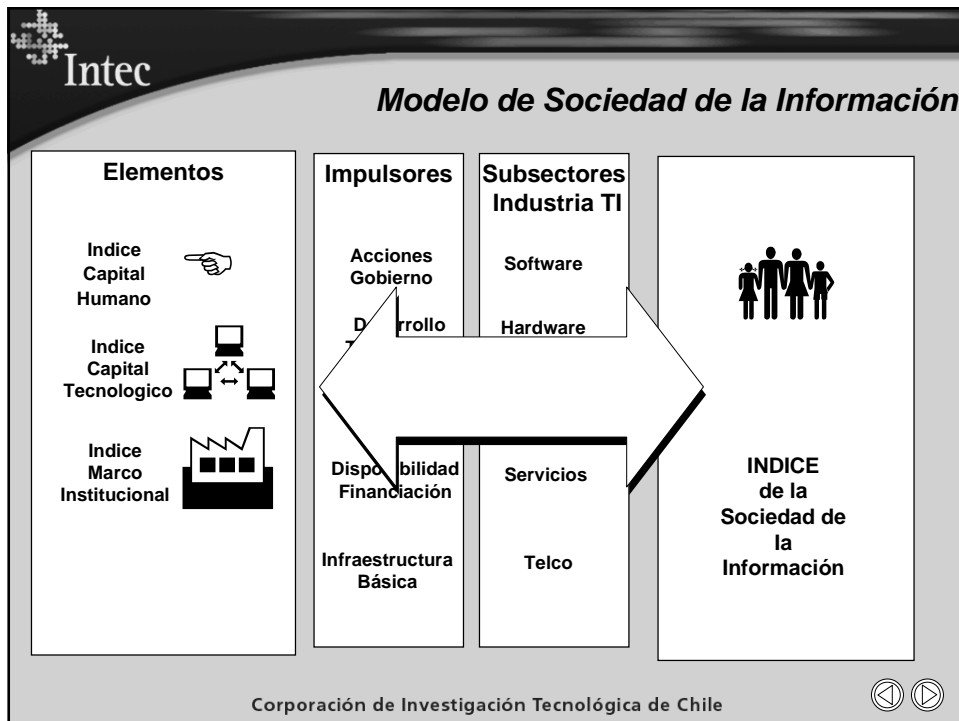 Intec
Modelo de Sociedad de la Información
Elementos
Indice
Capital
Humano
Indice
Capital
Tecnologico
Indice
Marco
Institucional
Impulsores
Acciones
Gobierno
Financiación
Infraestructura
Básica
Subsectores
Industria TI
Software
Hardware
Servicios
Telco
INDICE
de la
Sociedad de
la
Información
Corporación de Investigación Tecnológica de Chile